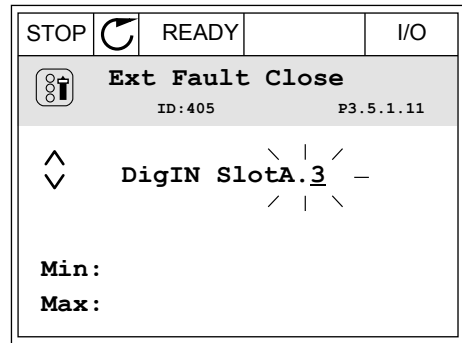 STOP READY I/O
Ext Fault Close
ID:405 P3.5.1.11
DigIN SlotA.3
Min:
Max: